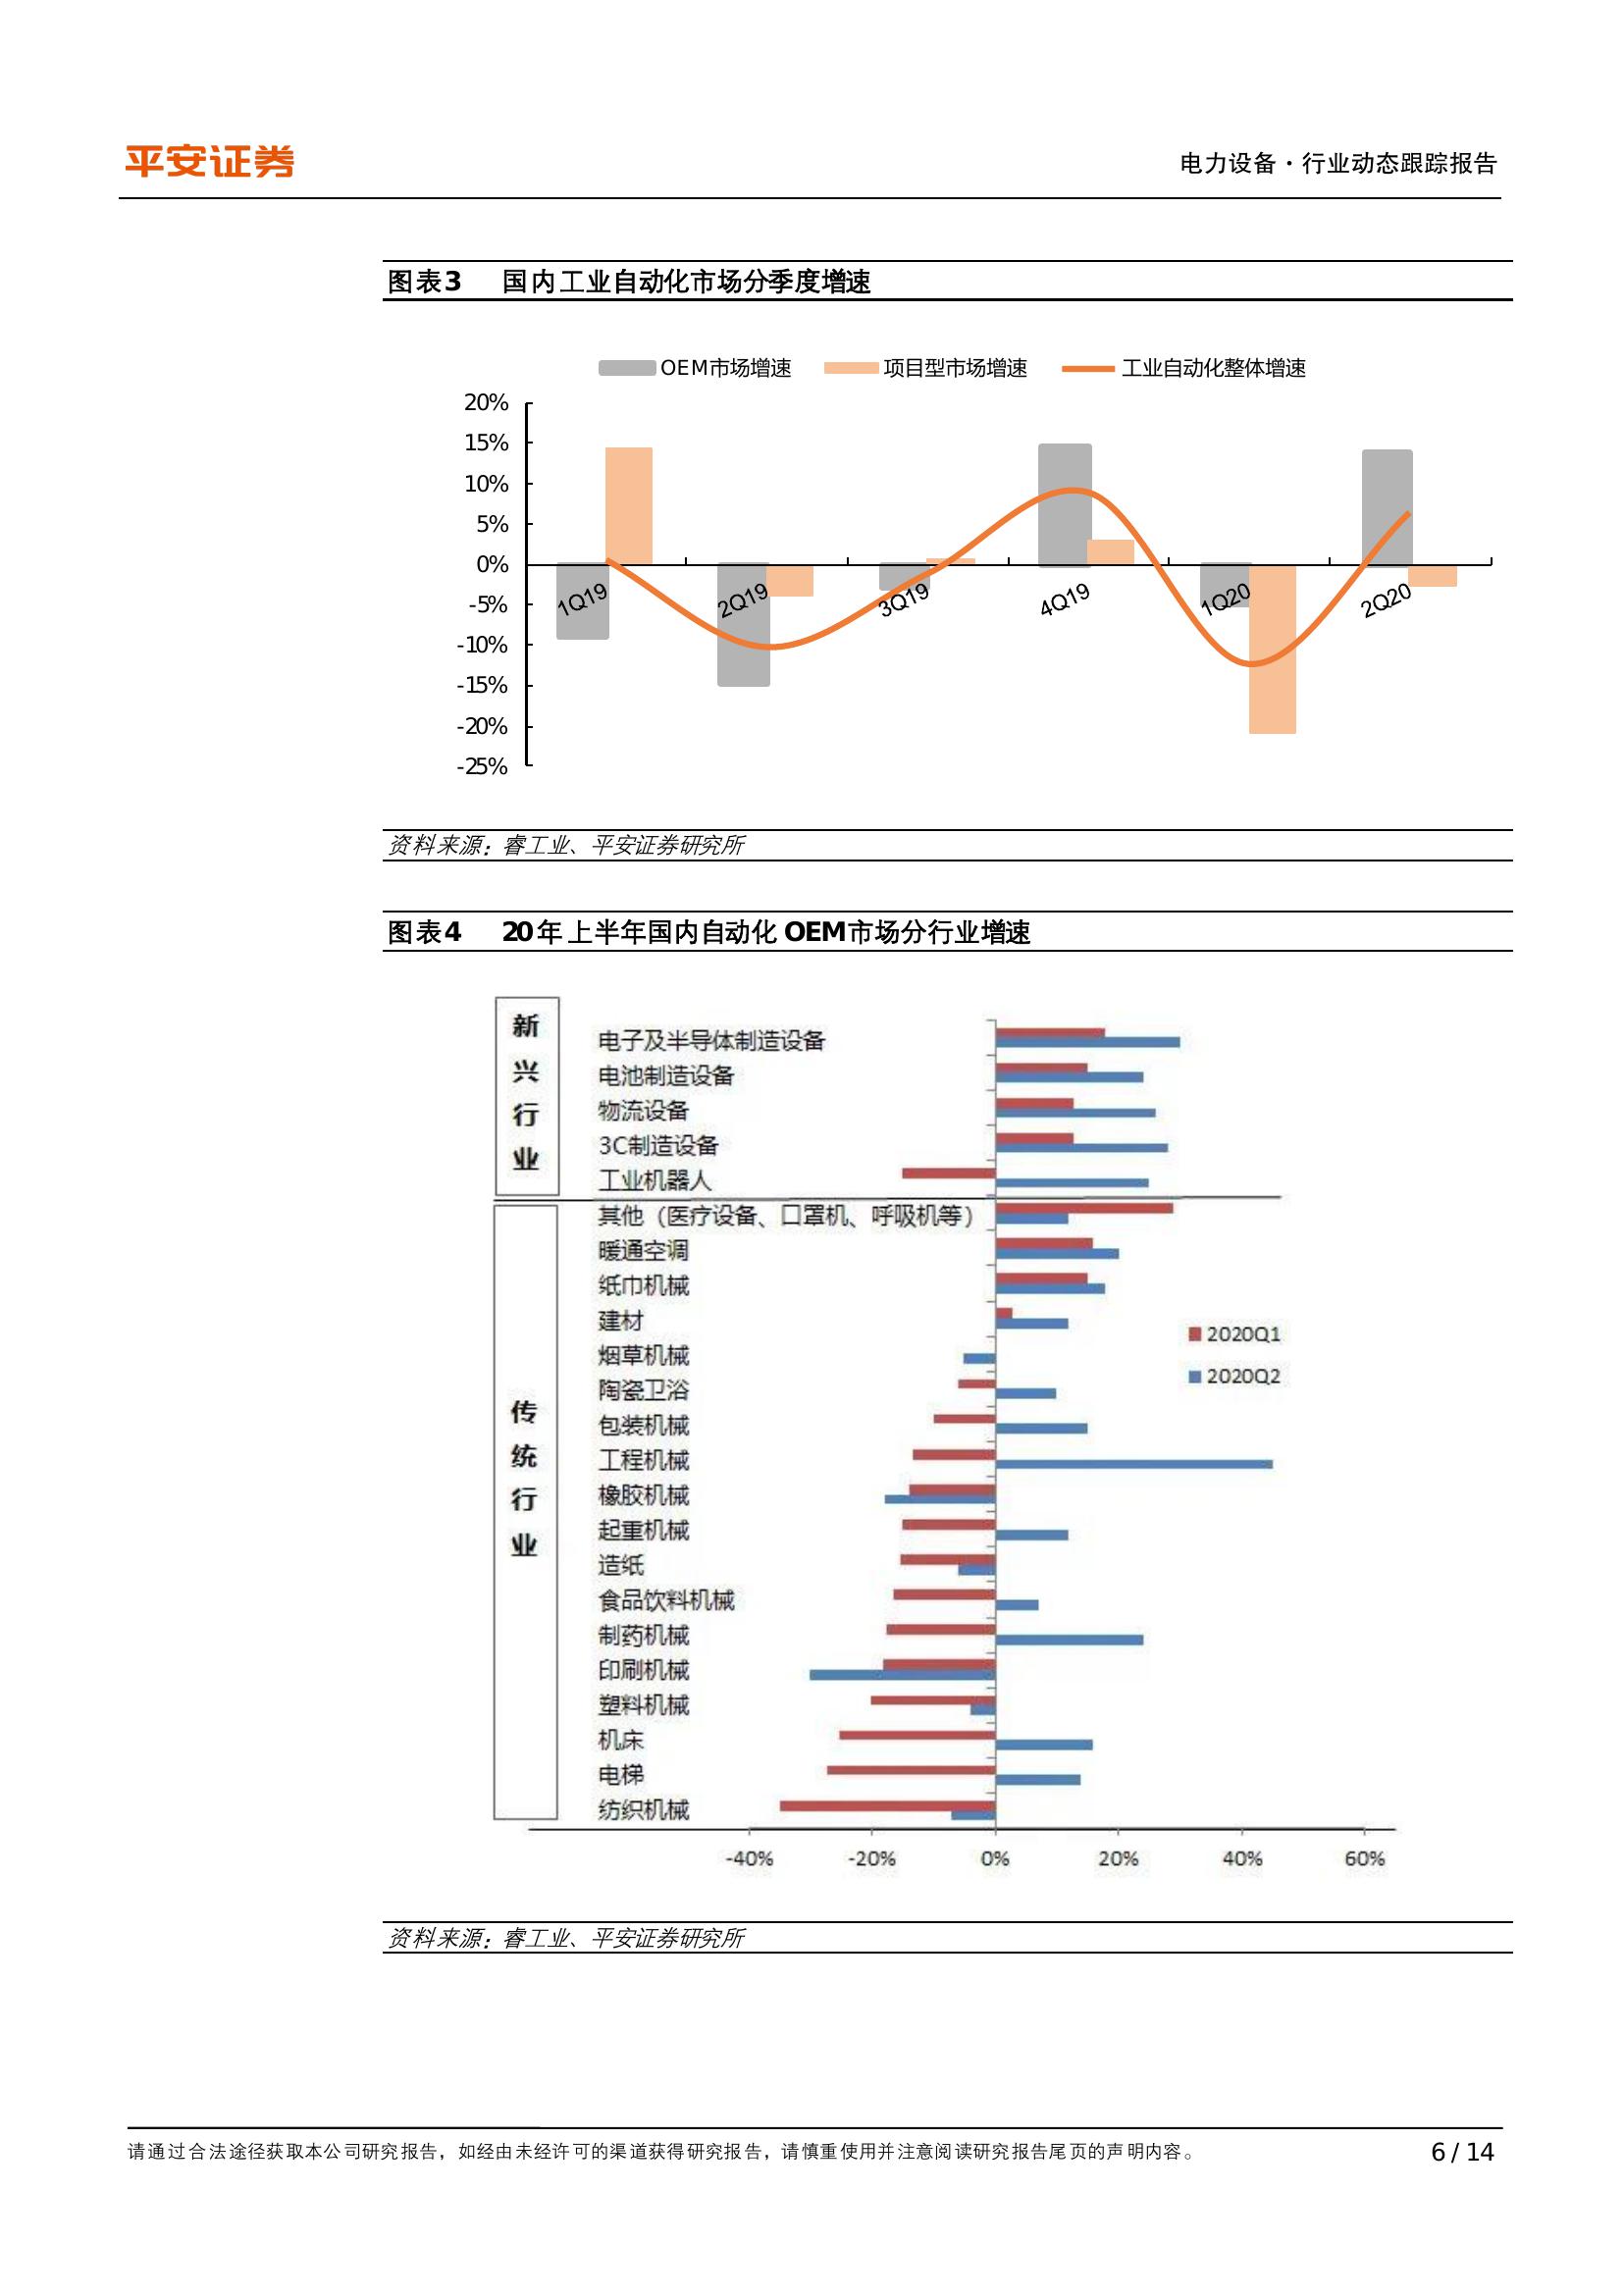 平安证券
电力设备·行业动态跟踪报告
图表3 国内工业自动化市场分季度增速
OEM市场增速 项目型市场增速 工业自动化整体增速
20%
15%
10%
5%
0%
-5%
-10%
-15%
-20%
-25%
1Q19 2Q19 3Q19 4Q19 1Q20 2Q20
资料来源：睿工业、平安证券研究所
图表4 20年上半年国内自动化OEM市场分行业增速
新兴行业
电子及半导体制造设备
电池制造设备
物流设备
3C制造设备
工业机器人
传统行业
其他（医疗设备、口罩机、呼吸机等）
暖通空调
纸巾机械
建材
烟草机械
陶瓷卫浴
包装机械
工程机械
橡胶机械
起重机械
造纸
食品饮料机械
制药机械
印刷机械
塑料机械
机床
电梯
纺织机械
2020Q1
2020Q2
-40% -20% 0% 20% 40% 60%
资料来源：睿工业、平安证券研究所
请通过合法途径获取本公司研究报告，如经由未经许可的渠道获得研究报告，请慎重使用并注意阅读研究报告尾页的声明内容。
6 / 14